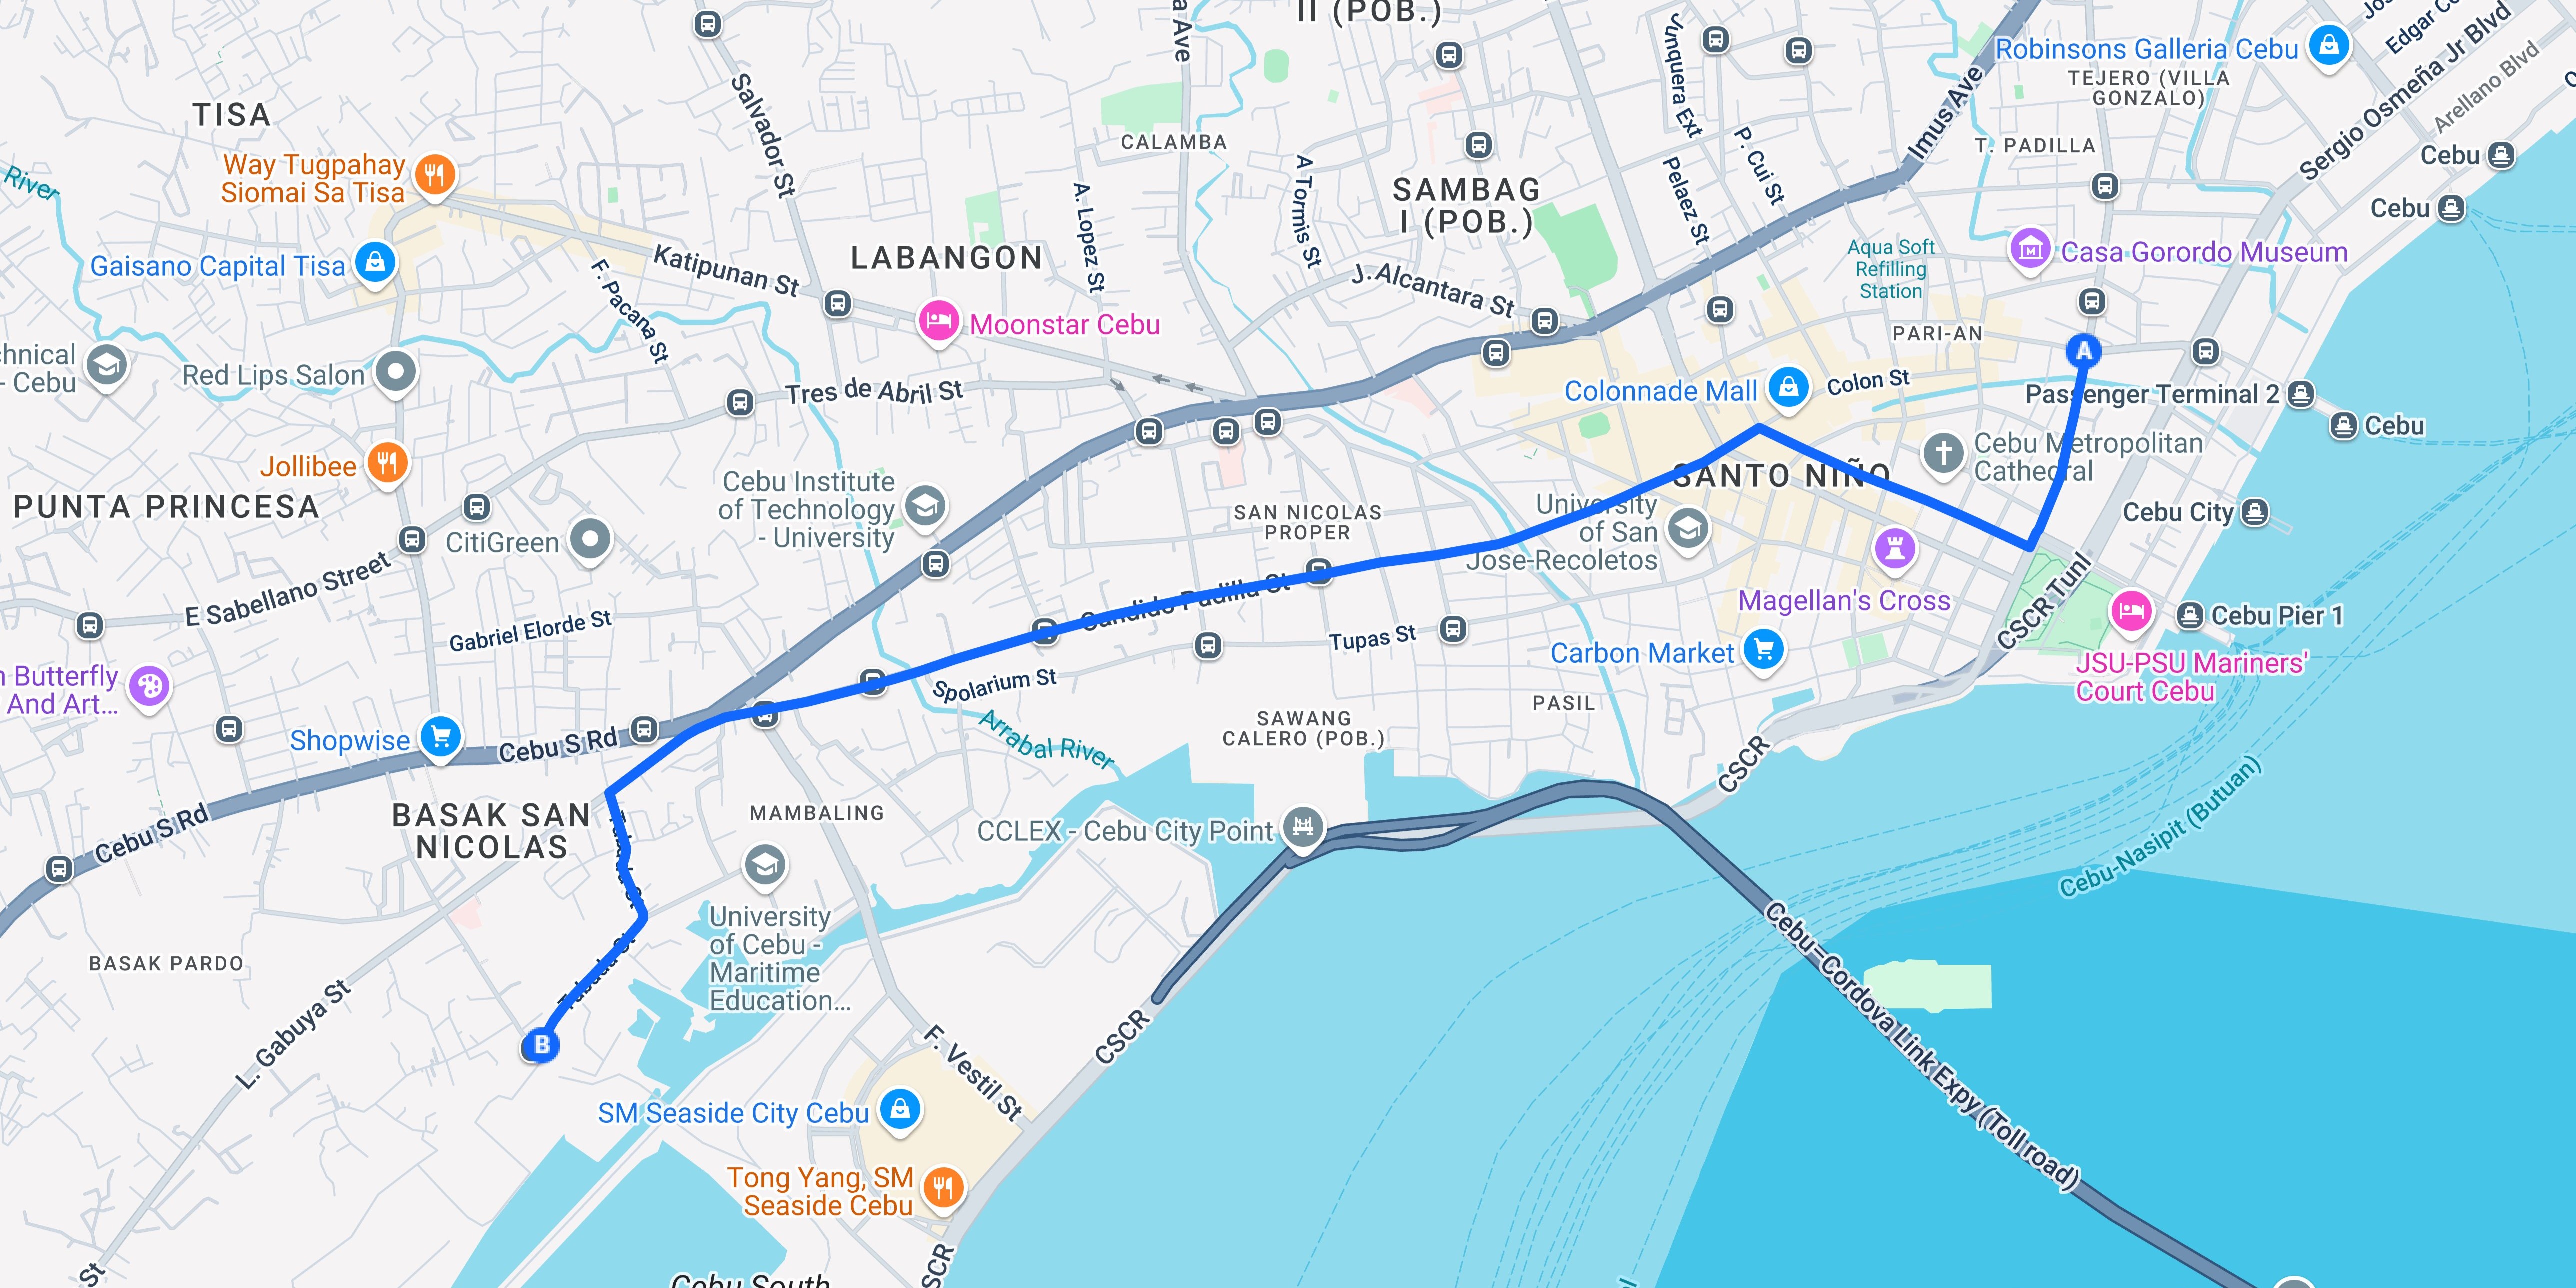 II (POB.)
a Ave
Junquera Ext
Robinsons Galleria Cebu
Edgar Co
Sergio Osmeña Jr Blvd
Arellano Blvd
TEJERO (VILLA
GONZALO)
TISA
Salvador St
CALAMBA
P. Cui St
Imus Ave
T. PADILLA
Cebu
River
Way Tugpahay
Siomai Sa Tisa
A. Lopez St
A Tormis St
SAMBAG
I (POB.)
Pelaez St
Cebu
Gaisano Capital Tisa
Katipunan St
LABANGON
J. Alcantara St
Aqua Soft
Refilling
Station
Casa Gorordo Museum
F. Pacana St
Moonstar Cebu
PARI-AN
A
chnical
- Cebu
Red Lips Salon
Tres de Abril St
Colonnade Mall
Colon St
Passenger Terminal 2
Cebu
Jollibee
Cebu Metropolitan
Cathedral
SANTO NIÑO
PUNTA PRINCESA
Cebu Institute
of Technology
- University
SAN NICOLAS
PROPER
University
of San
Jose-Recoletos
Cebu City
CitiGreen
E Sabellano Street
Candido Padilla St
Magellan's Cross
CSCR Tunl
Cebu Pier 1
Gabriel Elorde St
Tupas St
Carbon Market
JSU-PSU Mariners'
Court Cebu
n Butterfly
And Art...
Spolarium St
PASIL
Shopwise
Cebu S Rd
Arrabal River
SAWANG
CALERO (POB.)
CSCR
Cebu-Nasipit (Butuan)
Cebu S Rd
BASAK SAN
NICOLAS
MAMBALING
CCLEX - Cebu City Point
University
of Cebu -
Maritime
Education...
BASAK PARDO
Cebu–Cordova Link Expy (Toll road)
L. Gabuya St
B
F. Vestil St
CSCR
SM Seaside City Cebu
Tong Yang, SM
Seaside Cebu
SCR
St
Cebu South